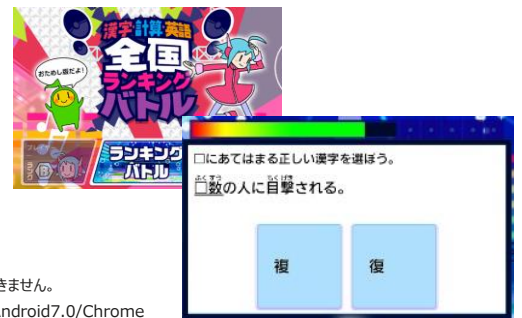 漢字・計算・英語
全国
ランキング
バトル
おためし版だよ!
ランキング
バトル
□にあてはまる正しい漢字を選ぼう。
ふくすう もくげき
□数の人に目撃される。
複 復
きません。
ndroid7.0/Chrome